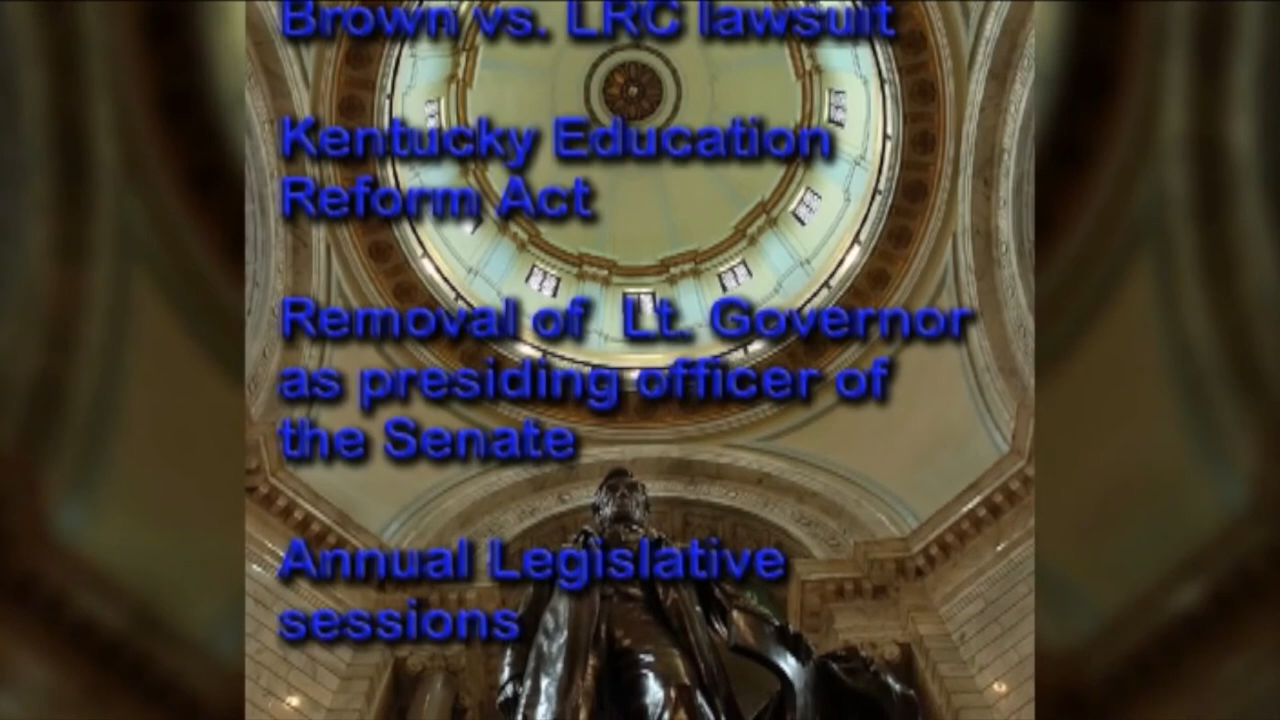 Brown vs. LRC lawsuit
Kentucky Education
Reform Act
Removal of Lt. Governor
as presiding officer of
the Senate
Annual Legislative
sessions